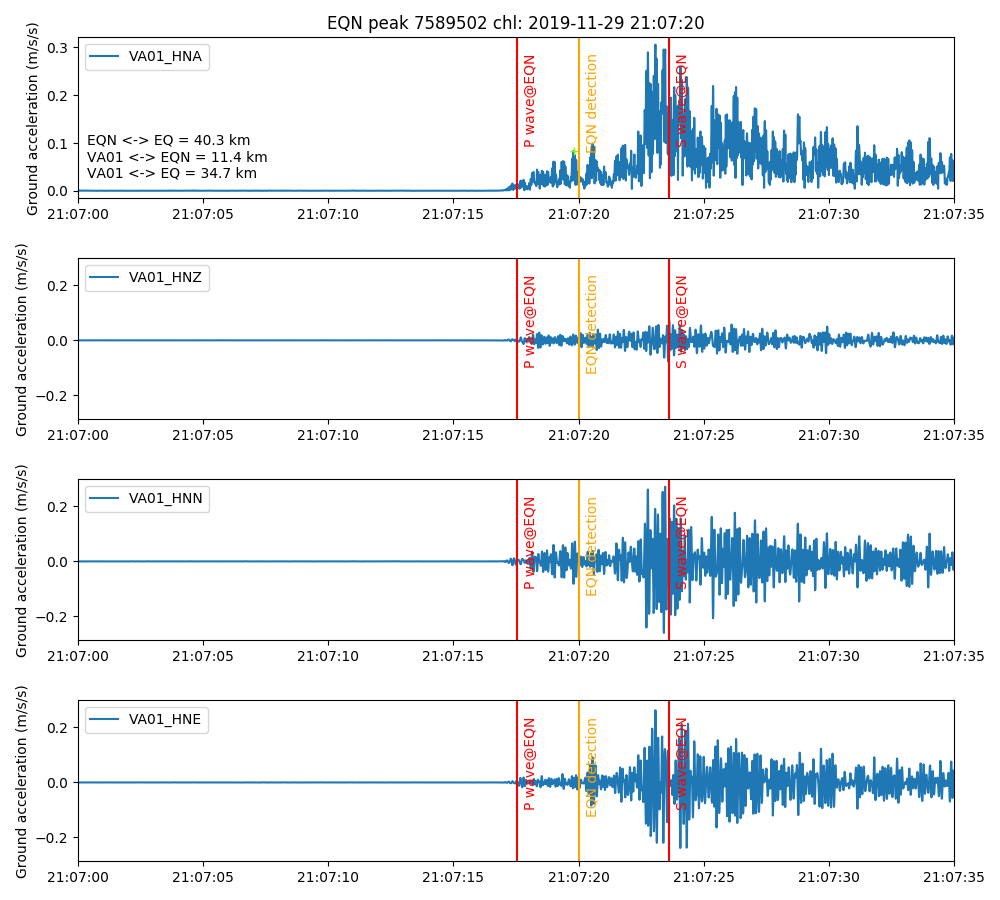 EQN peak 7589502 chl: 2019-11-29 21:07:20
Ground acceleration (m/s/s)
0.3
0.2
0.1
0.0
VA01_HNA
EQN <-> EQ = 40.3 km
VA01 <-> EQN = 11.4 km
VA01 <-> EQ = 34.7 km
P wave@EQN
EQN detection
S wave@EQN
21:07:00 21:07:05 21:07:10 21:07:15 21:07:20 21:07:25 21:07:30 21:07:35
Ground acceleration (m/s/s)
0.2
0.0
−0.2
VA01_HNZ
P wave@EQN
EQN detection
S wave@EQN
21:07:00 21:07:05 21:07:10 21:07:15 21:07:20 21:07:25 21:07:30 21:07:35
Ground acceleration (m/s/s)
0.2
0.0
−0.2
VA01_HNN
P wave@EQN
EQN detection
S wave@EQN
21:07:00 21:07:05 21:07:10 21:07:15 21:07:20 21:07:25 21:07:30 21:07:35
Ground acceleration (m/s/s)
0.2
0.0
−0.2
VA01_HNE
P wave@EQN
EQN detection
S wave@EQN
21:07:00 21:07:05 21:07:10 21:07:15 21:07:20 21:07:25 21:07:30 21:07:35